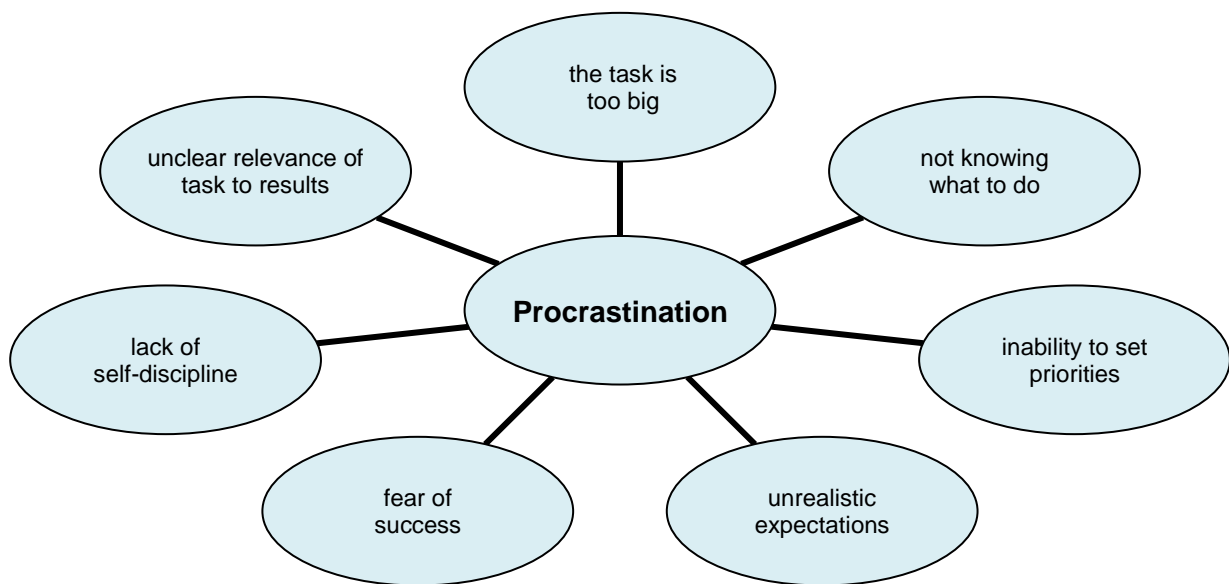 the task is
too big
unclear relevance of
task to results
not knowing
what to do
Procrastination
lack of
self-discipline
inability to set
priorities
fear of
success
unrealistic
expectations